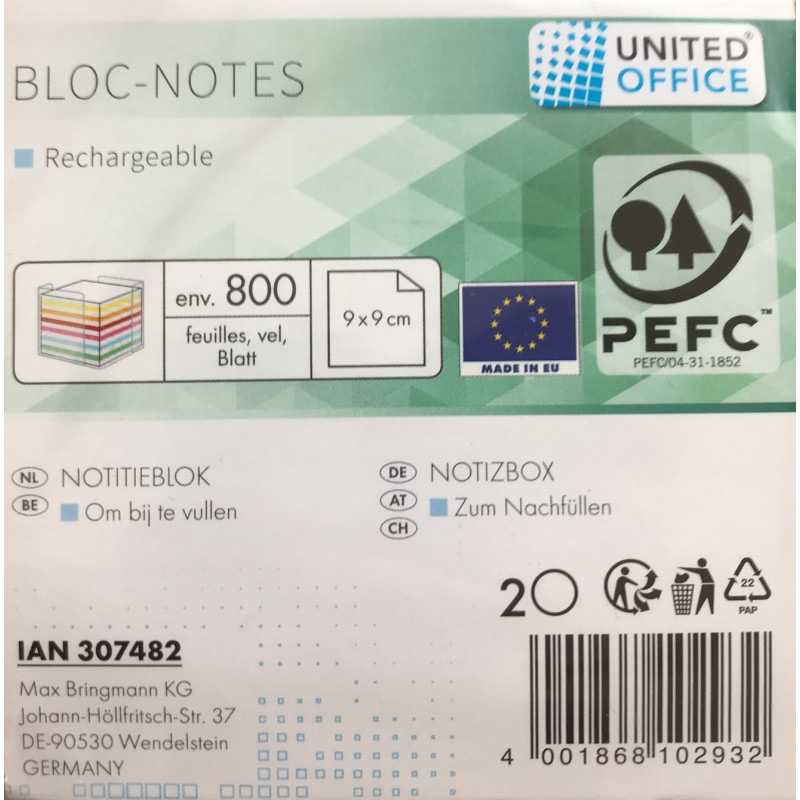 BLOC-NOTES
UNITED®
OFFICE
Rechargeable
env. 800
feuilles, vel,
Blatt
9 x 9 cm
MADE IN EU
PEFC™
PEFC/04-31-1852
NL NOTITIEBLOK
BE Om bij te vullen
DE NOTIZBOX
AT Zum Nachfüllen
CH
2
22
PAP
IAN 307482
Max Bringmann KG
Johann-Höllfritsch-Str. 37
DE-90530 Wendelstein
GERMANY
4 001868 102932